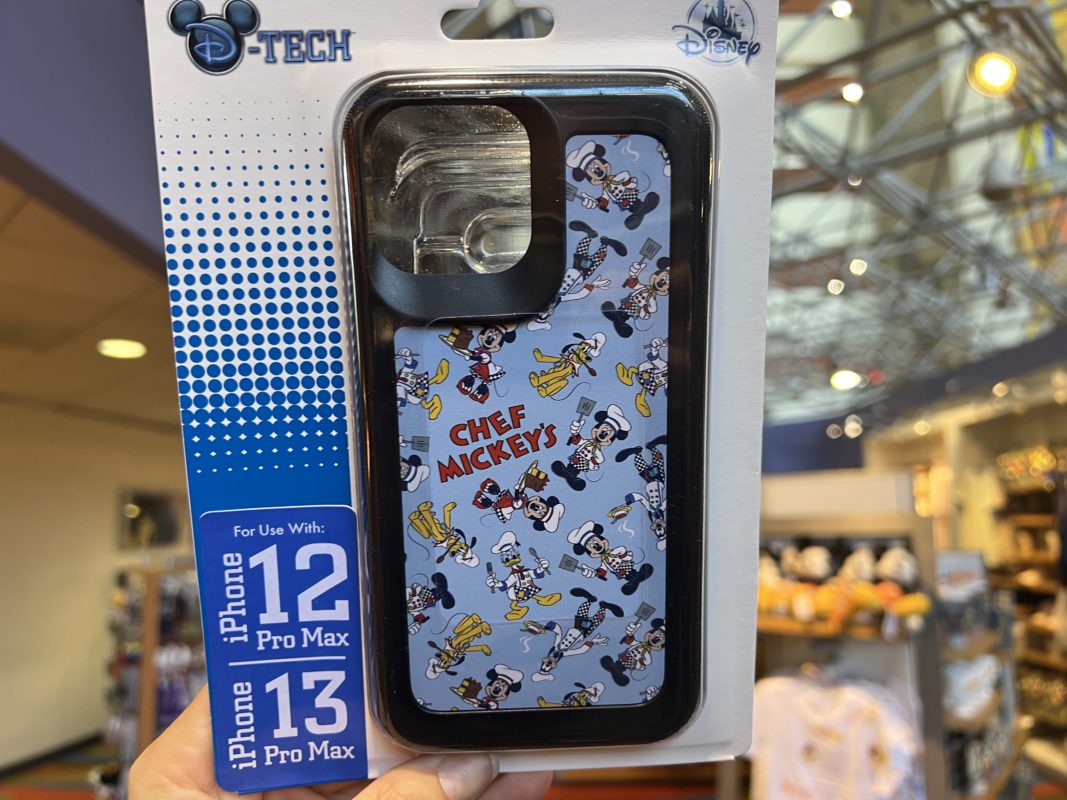 D-TECH
Disney
CHEF
MICKEY'S
For Use With:
iPhone 12
Pro Max
iPhone 13
Pro Max